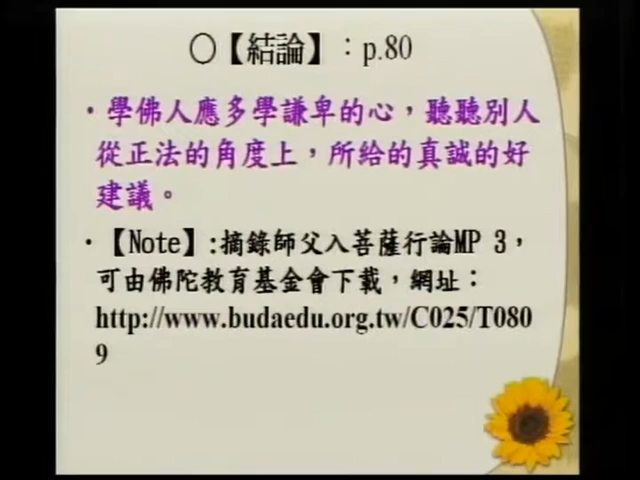 ○【結論】：p.80
・學佛人應多學謙卑的心，聽聽別人
從正法的角度上，所給的真誠的好
建議。
・【Note】:摘錄師父入菩薩行論MP 3，
可由佛陀教育基金會下載，網址：
http://www.budaedu.org.tw/C025/T080
9